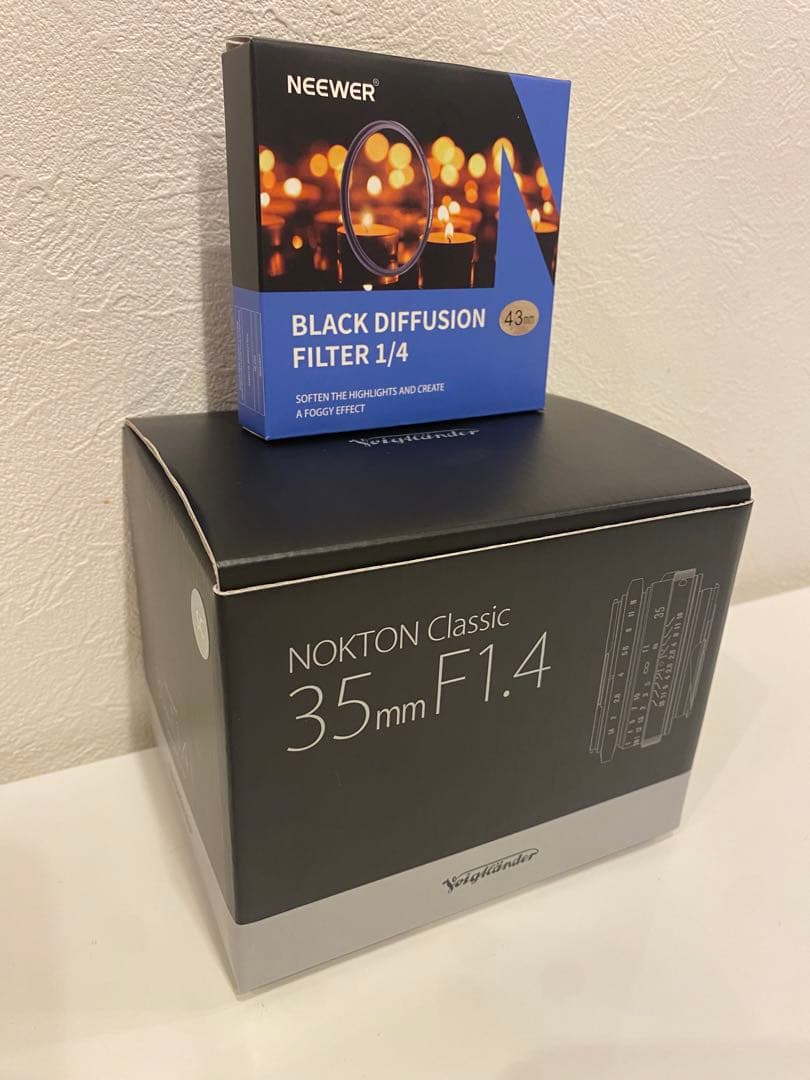 NEEWER®
BLACK DIFFUSION
FILTER 1/4
43mm
SOFTEN THE HIGHLIGHTS AND CREATE
A FOGGY EFFECT
Voigtländer
NOKTON Classic
35mm F1.4
35
Voigtländer